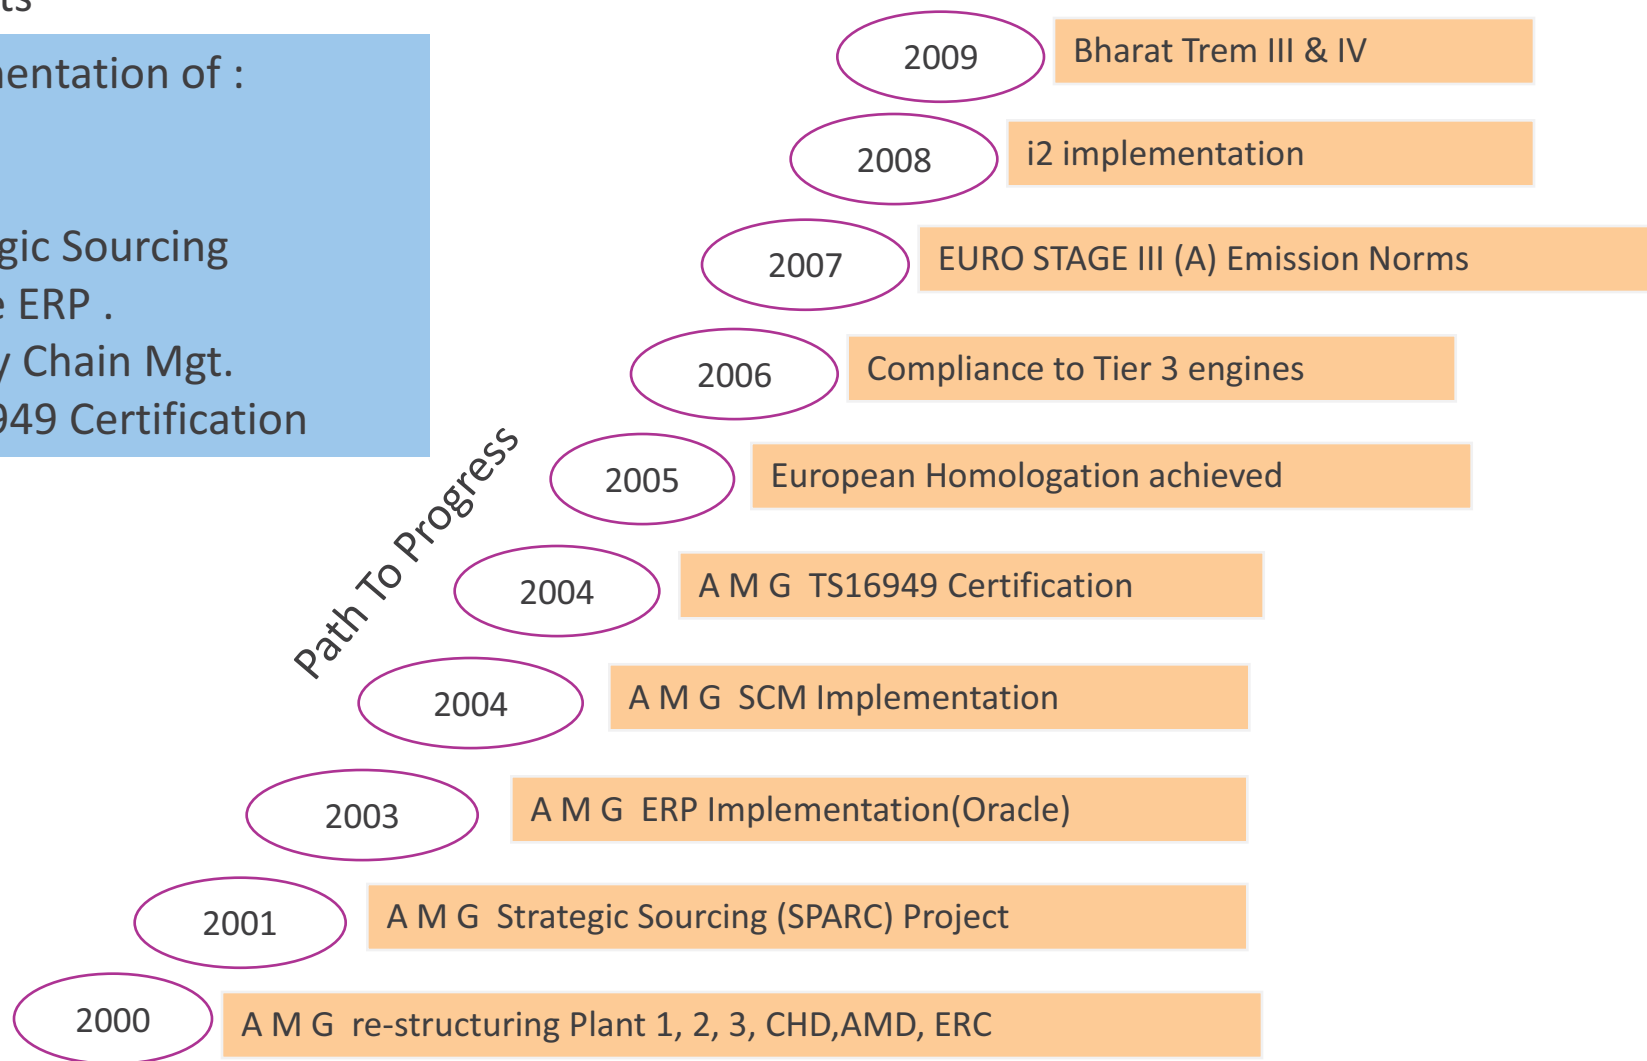 ts
mentation of :
gic Sourcing
e ERP .
y Chain Mgt.
949 Certification
Path To Progress
2009 Bharat Trem III & IV
2008 i2 implementation
2007 EURO STAGE III (A) Emission Norms
2006 Compliance to Tier 3 engines
2005 European Homologation achieved
2004 A M G TS16949 Certification
2004 A M G SCM Implementation
2003 A M G ERP Implementation(Oracle)
2001 A M G Strategic Sourcing (SPARC) Project
2000 A M G re-structuring Plant 1, 2, 3, CHD,AMD, ERC